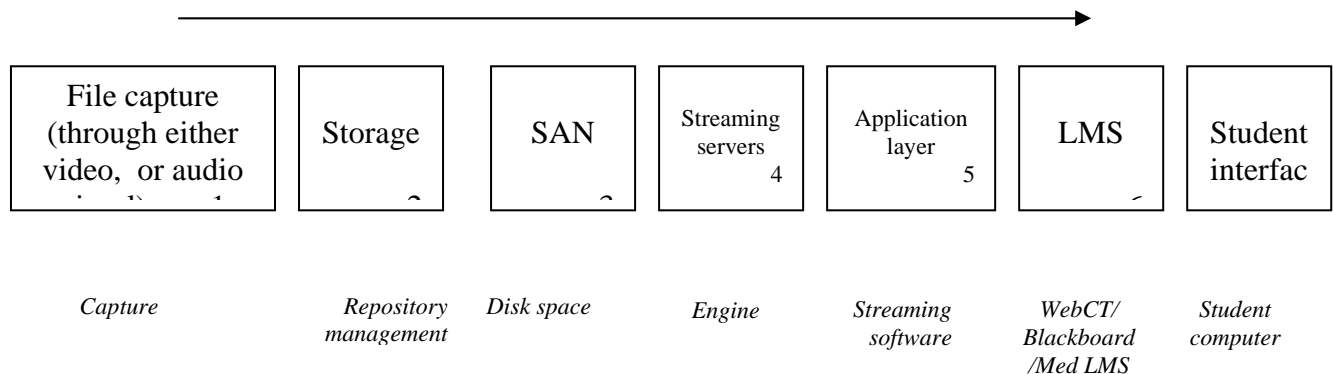 File capture
(through either
video, or audio
Storage
SAN
Streaming
servers
4
Application
layer
5
LMS
Student
interfac
Capture
Repository
management
Disk space
Engine
Streaming
software
WebCT/
Blackboard
/Med LMS
Student
computer